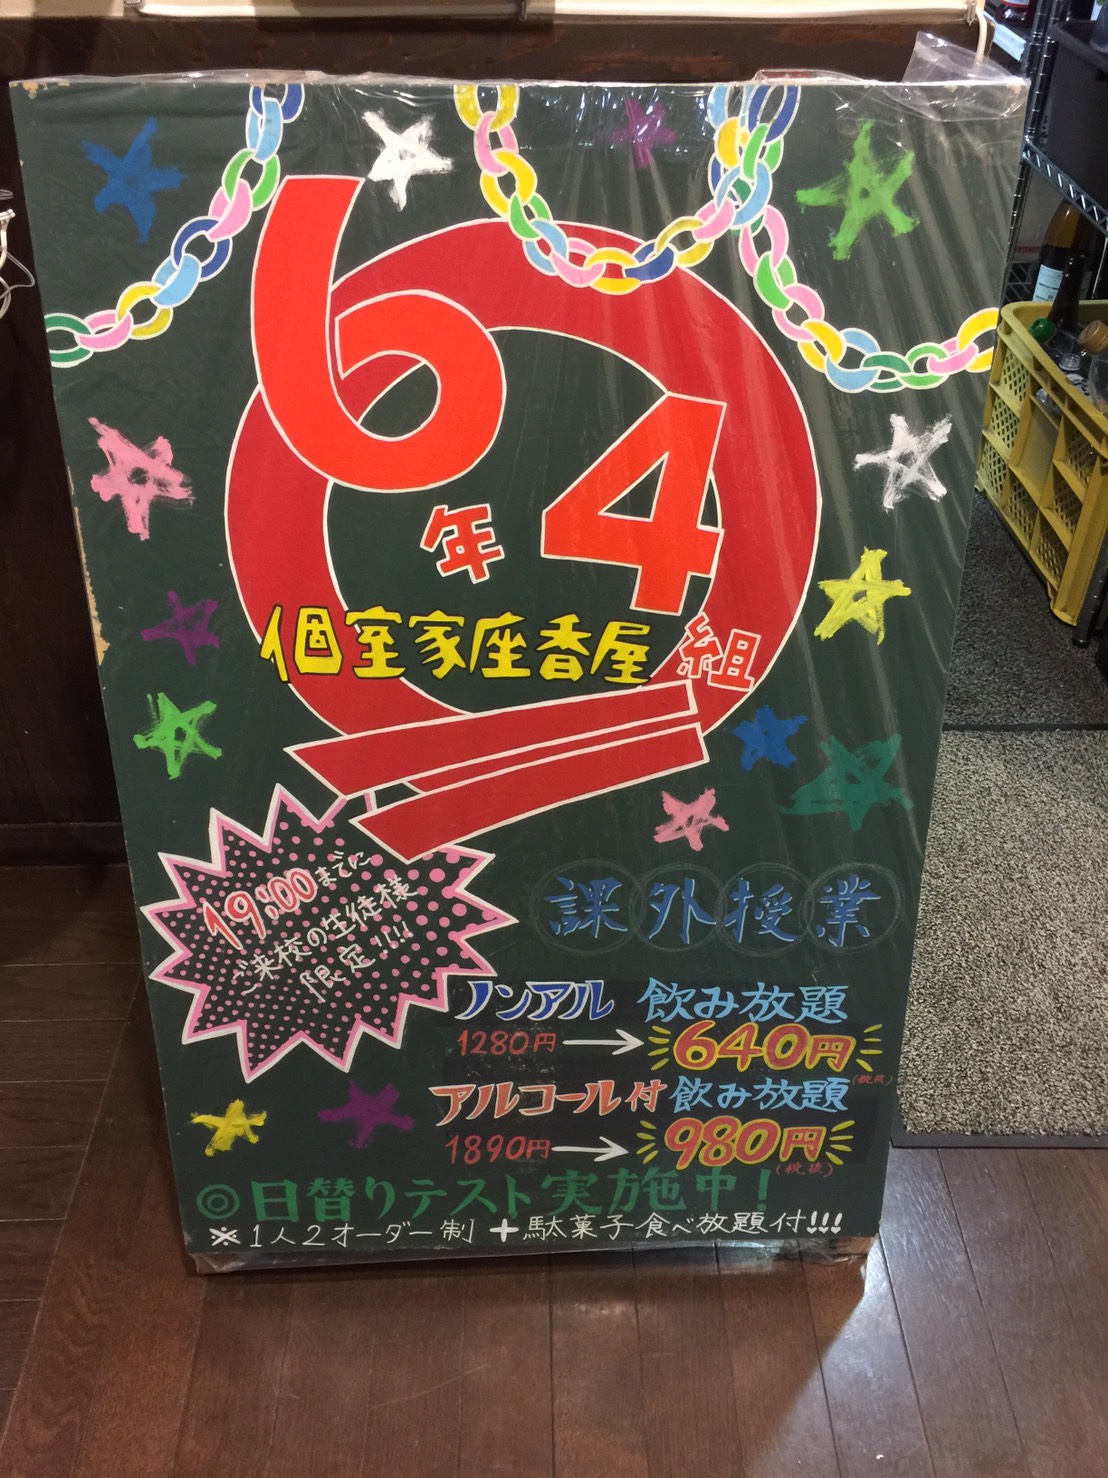 6年4組
個室家座香屋
19:00までに
ご来校の生徒様
限定!!!!
課外授業
ノンアル 飲み放題
1280円→640円
(税抜)
アルコール付飲み放題
1890円→980円
(税抜)
◎日替りテスト実施中!
※1人2オーダー制 +駄菓子食べ放題付!!!